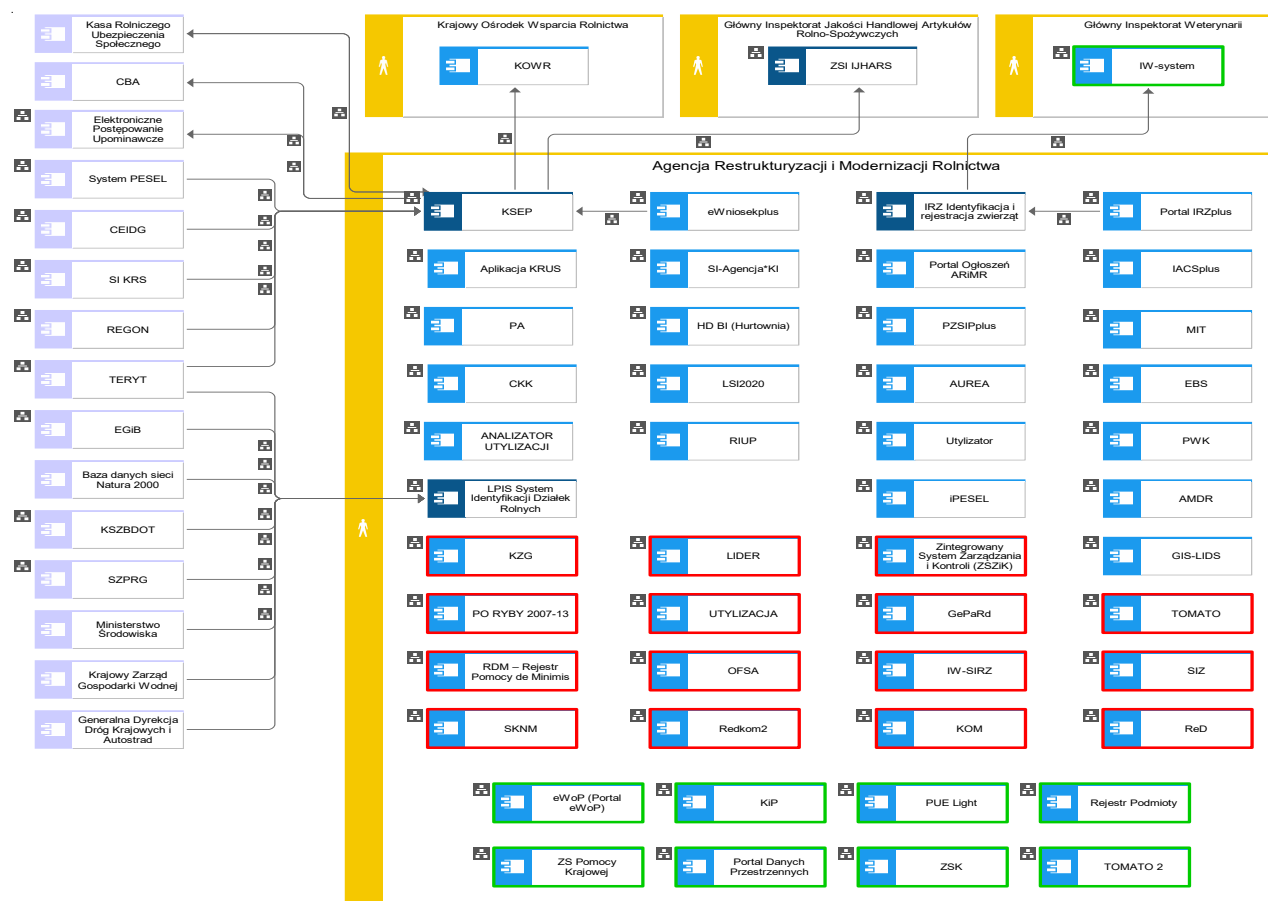 Kasa Rolniczego
Ubezpieczenia
Społecznego
CBA
Elektroniczne
Postępowanie
Upominawcze
System PESEL
CEIDG
SI KRS
REGON
TERYT
EGiB
Baza danych sieci
Natura 2000
KSZBDOT
SZPRG
Ministerstwo
Środowiska
Krajowy Zarząd
Gospodarki Wodnej
Generalna Dyrekcja
Dróg Krajowych i
Autostrad
Krajowy Ośrodek Wsparcia Rolnictwa
KOWR
Główny Inspektorat Jakości Handlowej Artykułów
Rolno-Spożywczych
ZSI IJHARS
Główny Inspektorat Weterynarii
IW-system
Agencja Restrukturyzacji i Modernizacji Rolnictwa
KSEP
eWniosekplus
IRZ Identyfikacja i
rejestracja zwierząt
Portal IRZplus
Aplikacja KRUS
SI-Agencja*KI
Portal Ogłoszeń
ARiMR
IACSplus
PA
HD BI (Hurtownia)
PZSIPplus
MIT
CKK
LSI2020
AUREA
EBS
ANALIZATOR
UTYLIZACJI
RIUP
Utylizator
PWK
LPIS System
Identyfikacji Działek
Rolnych
iPESEL
AMDR
KZG
LIDER
Zintegrowany
System Zarządzania
i Kontroli (ZSZiK)
GIS-LIDS
PO RYBY 2007-13
UTYLIZACJA
GePaRd
TOMATO
RDM – Rejestr
Pomocy de Minimis
OFSA
IW-SIRZ
SIZ
SKNM
Redkom2
KOM
ReD
eWoP (Portal
eWoP)
KiP
PUE Light
Rejestr Podmioty
ZS Pomocy
Krajowej
Portal Danych
Przestrzennych
ZSK
TOMATO 2